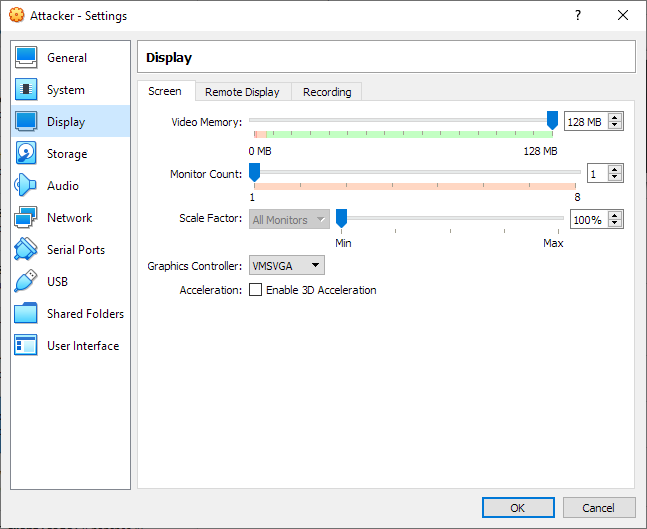 Attacker - Settings
General
System
Display
Storage
Audio
Network
Serial Ports
USB
Shared Folders
User Interface
Display
Screen Remote Display Recording
Video Memory: 128 MB
0 MB 128 MB
Monitor Count: 1
1 8
Scale Factor: All Monitors 100%
Min Max
Graphics Controller: VMSVGA
Acceleration: Enable 3D Acceleration
OK Cancel